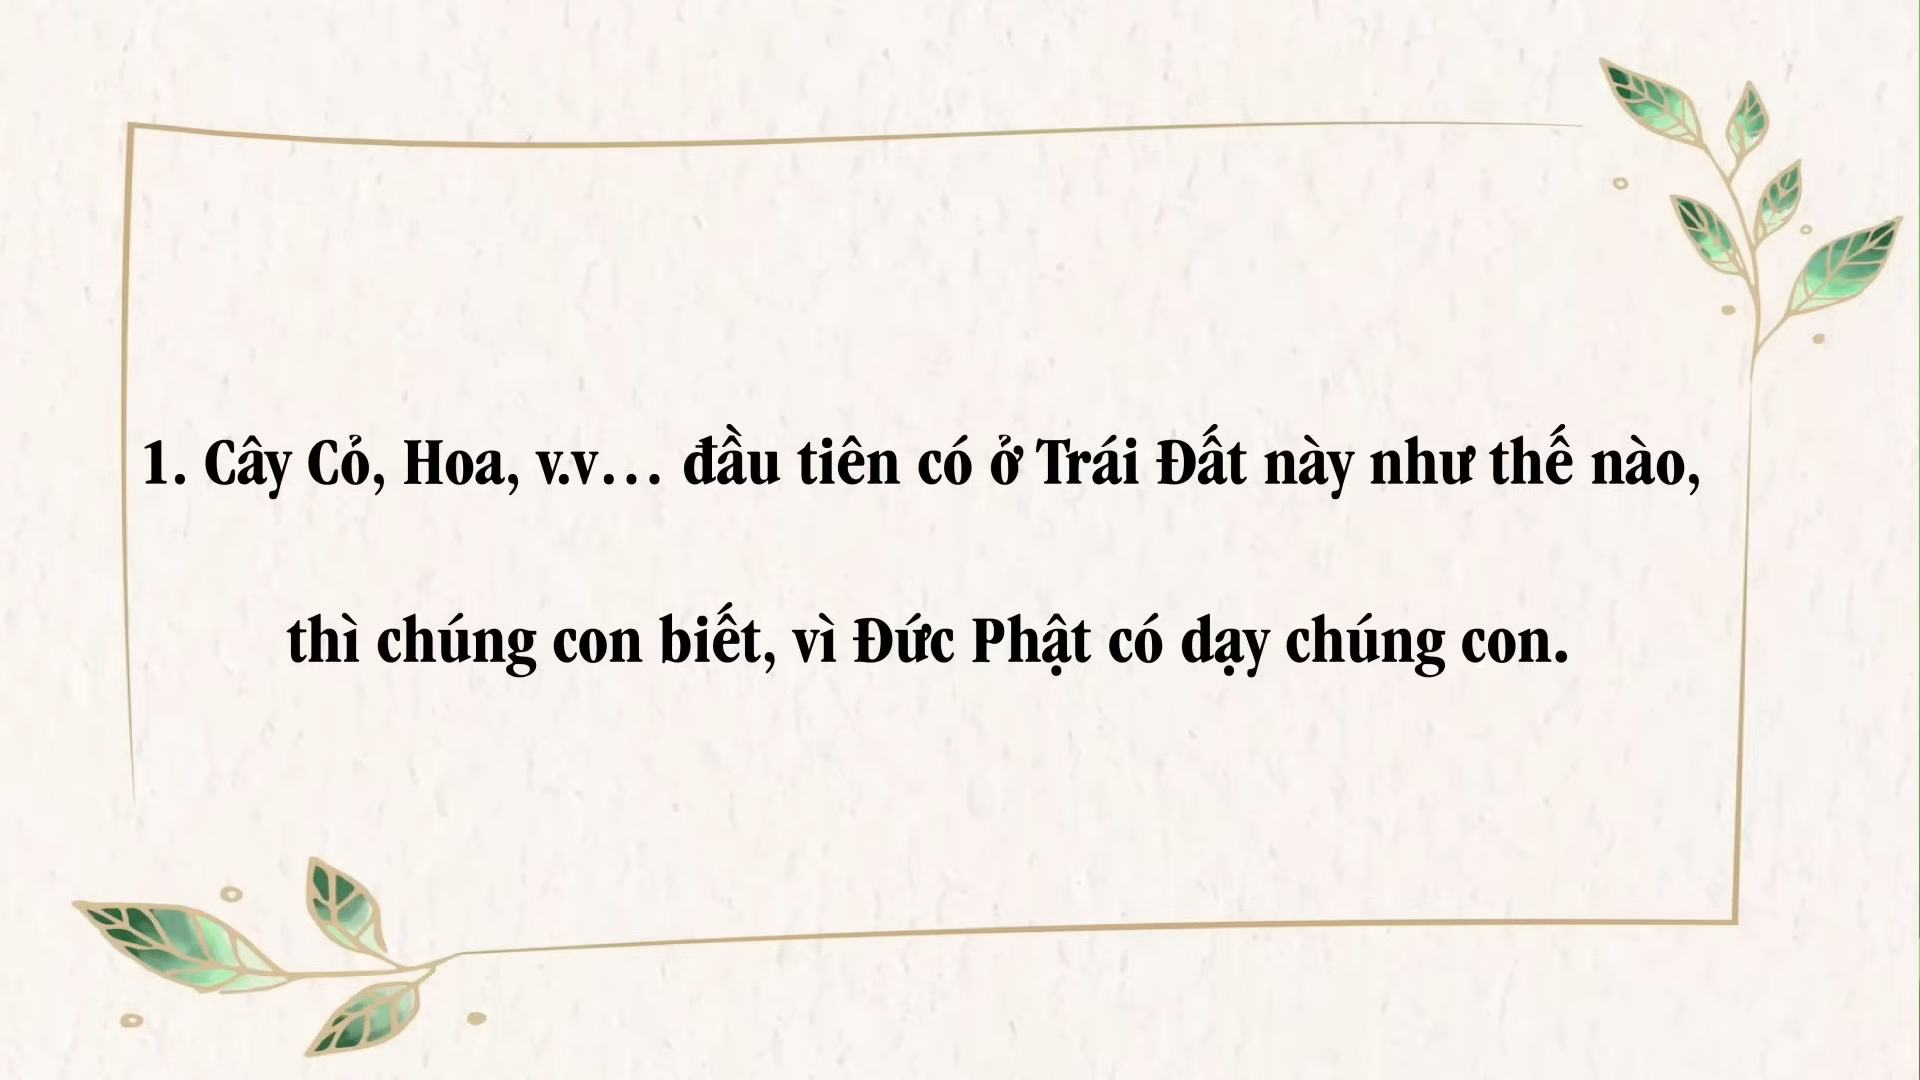 1. Cây Cỏ, Hoa, v.v… đầu tiên có ở Trái Đất này như thế nào,
thì chúng con biết, vì Đức Phật có dạy chúng con.